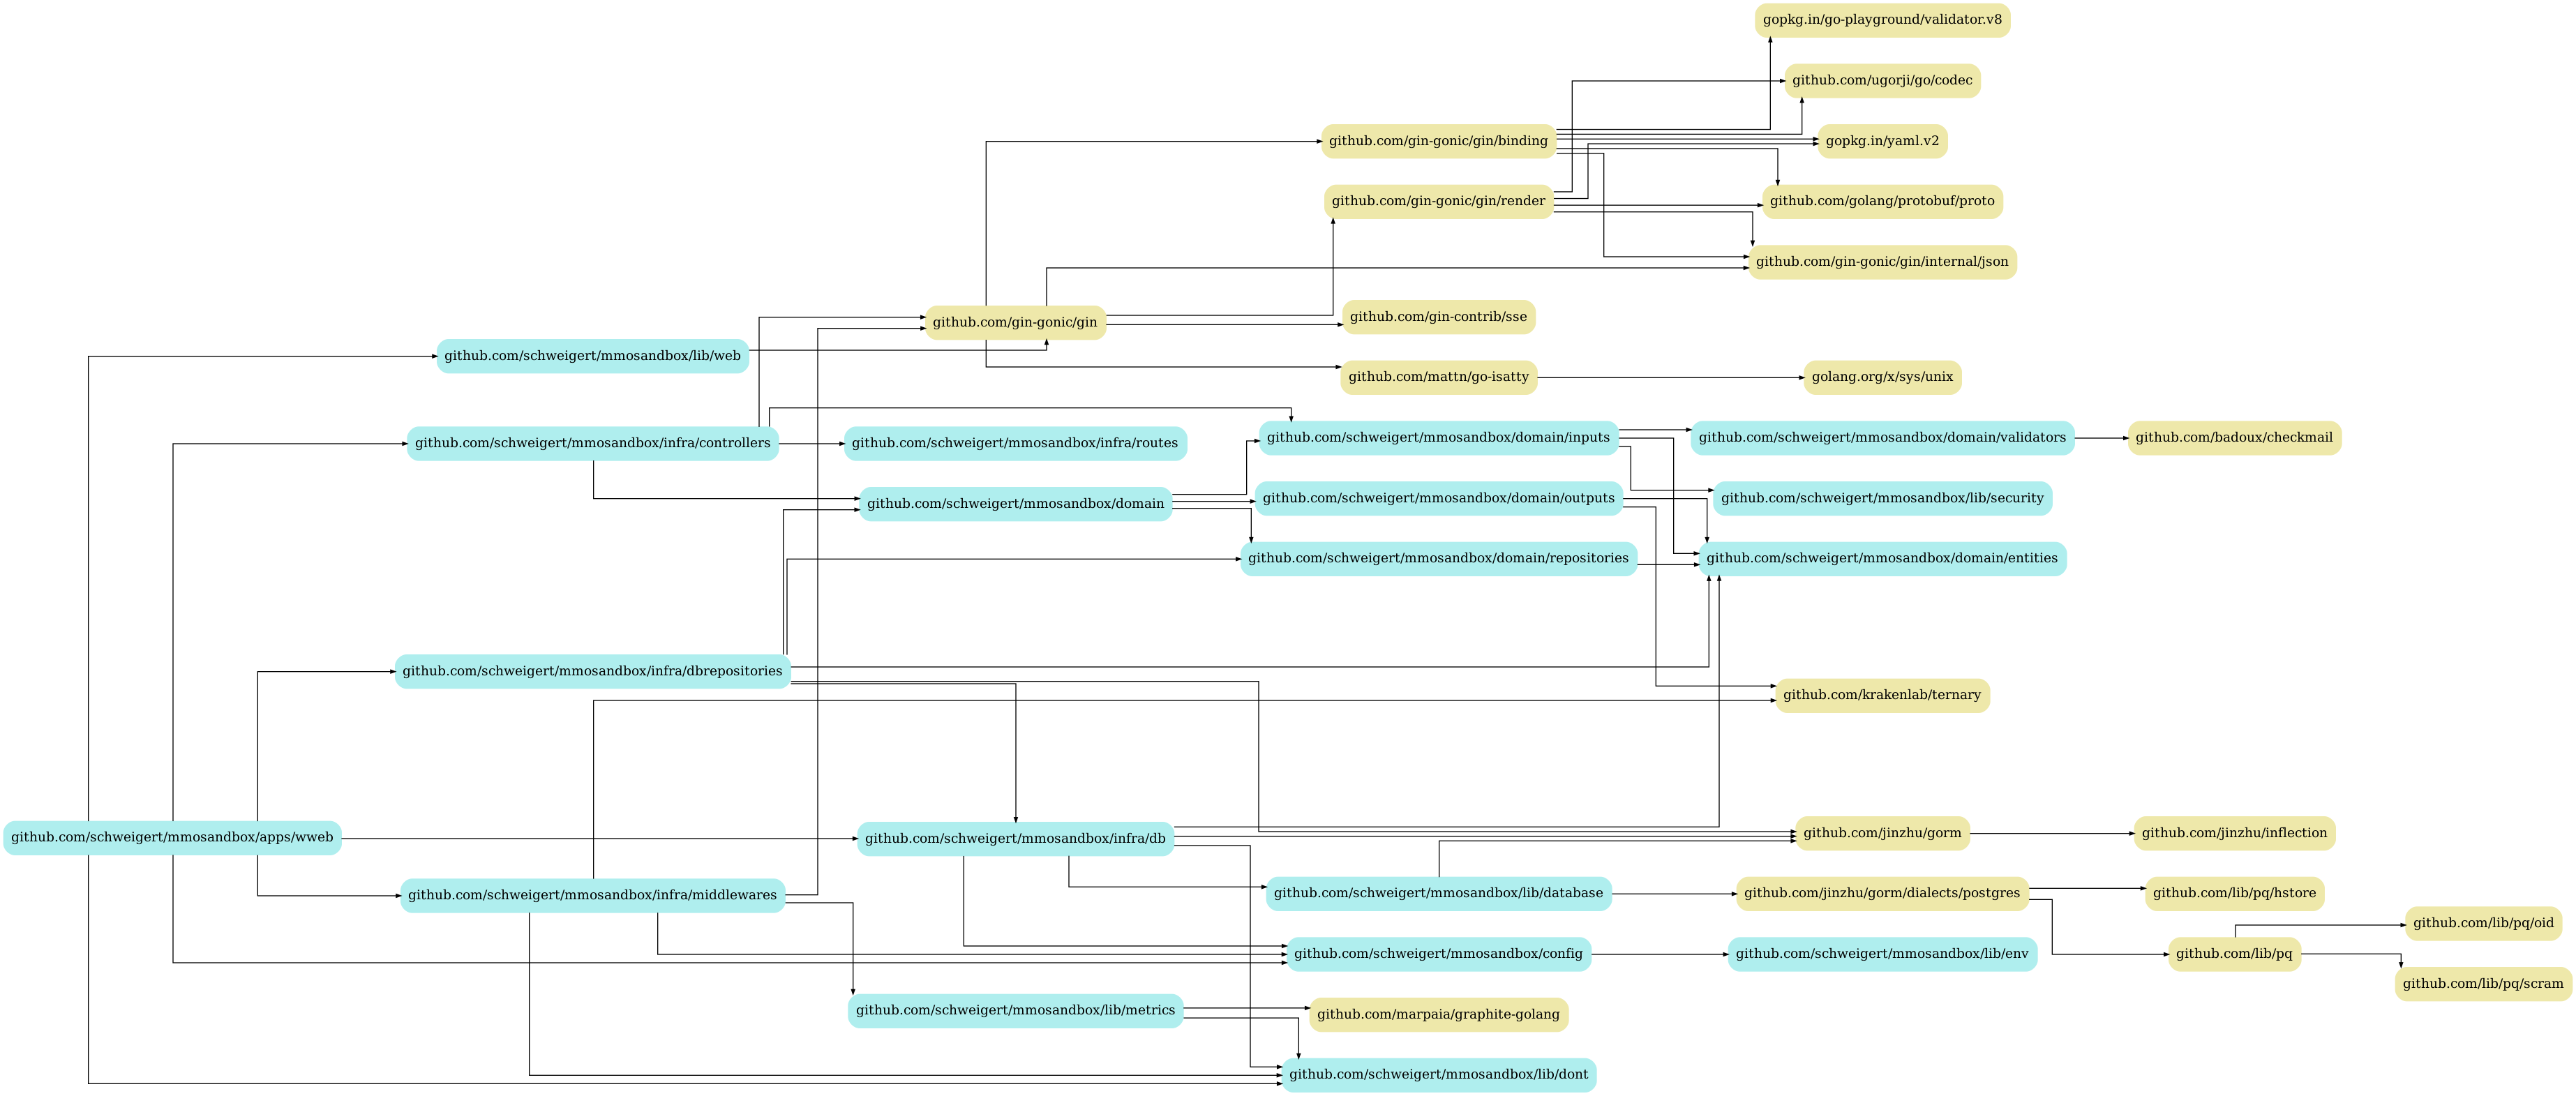 gopkg.in/go-playground/validator.v8
github.com/ugorji/go/codec
github.com/gin-gonic/gin/binding
gopkg.in/yaml.v2
github.com/gin-gonic/gin/render
github.com/golang/protobuf/proto
github.com/gin-gonic/gin/internal/json
github.com/gin-gonic/gin
github.com/gin-contrib/sse
github.com/schweigert/mmosandbox/lib/web
github.com/mattn/go-isatty
golang.org/x/sys/unix
github.com/schweigert/mmosandbox/infra/controllers
github.com/schweigert/mmosandbox/infra/routes
github.com/schweigert/mmosandbox/domain/inputs
github.com/schweigert/mmosandbox/domain/validators
github.com/badoux/checkmail
github.com/schweigert/mmosandbox/domain
github.com/schweigert/mmosandbox/domain/outputs
github.com/schweigert/mmosandbox/lib/security
github.com/schweigert/mmosandbox/domain/repositories
github.com/schweigert/mmosandbox/domain/entities
github.com/schweigert/mmosandbox/infra/dbrepositories
github.com/krakenlab/ternary
github.com/schweigert/mmosandbox/apps/wweb
github.com/schweigert/mmosandbox/infra/db
github.com/jinzhu/gorm
github.com/jinzhu/inflection
github.com/schweigert/mmosandbox/infra/middlewares
github.com/schweigert/mmosandbox/lib/database
github.com/jinzhu/gorm/dialects/postgres
github.com/lib/pq/hstore
github.com/lib/pq/oid
github.com/schweigert/mmosandbox/config
github.com/schweigert/mmosandbox/lib/env
github.com/lib/pq
github.com/lib/pq/scram
github.com/schweigert/mmosandbox/lib/metrics
github.com/marpaia/graphite-golang
github.com/schweigert/mmosandbox/lib/dont